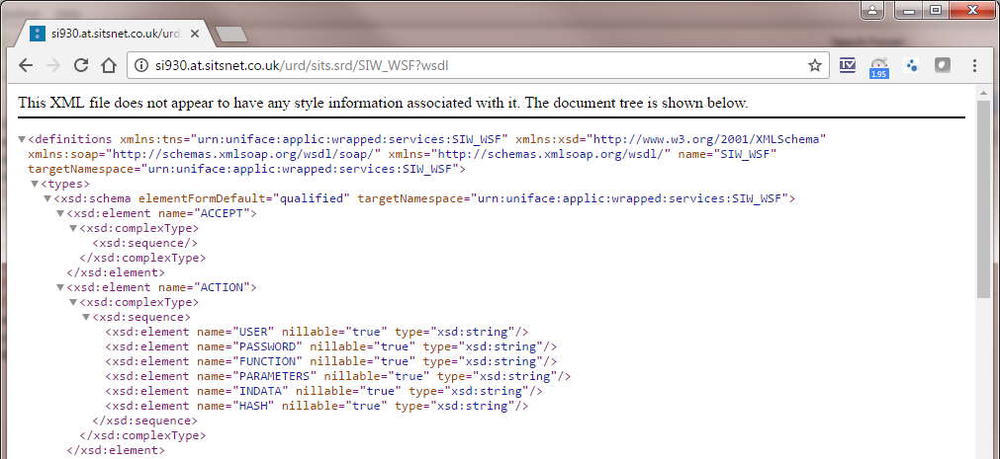 si930.at.sitsnet.co.uk/urd
si930.at.sitsnet.co.uk/urd/sits.srd/SIW_WSF?wsdl
1.95
This XML file does not appear to have any style information associated with it. The document tree is shown below.
<definitions xmlns:tns="urn:uniface:applic:wrapped:services:SIW_WSF" xmlns:xsd="http://www.w3.org/2001/XMLSchema"
xmlns:soap="http://schemas.xmlsoap.org/wsdl/soap/" xmlns="http://schemas.xmlsoap.org/wsdl/" name="SIW_WSF"
targetNamespace="urn:uniface:applic:wrapped:services:SIW_WSF">
<types>
<xsd:schema elementFormDefault="qualified" targetNamespace="urn:uniface:applic:wrapped:services:SIW_WSF">
<xsd:element name="ACCEPT">
<xsd:complexType>
<xsd:sequence/>
</xsd:complexType>
</xsd:element>
<xsd:element name="ACTION">
<xsd:complexType>
<xsd:sequence>
<xsd:element name="USER" nillable="true" type="xsd:string"/>
<xsd:element name="PASSWORD" nillable="true" type="xsd:string"/>
<xsd:element name="FUNCTION" nillable="true" type="xsd:string"/>
<xsd:element name="PARAMETERS" nillable="true" type="xsd:string"/>
<xsd:element name="INDATA" nillable="true" type="xsd:string"/>
<xsd:element name="HASH" nillable="true" type="xsd:string"/>
</xsd:sequence>
</xsd:complexType>
</xsd:element>